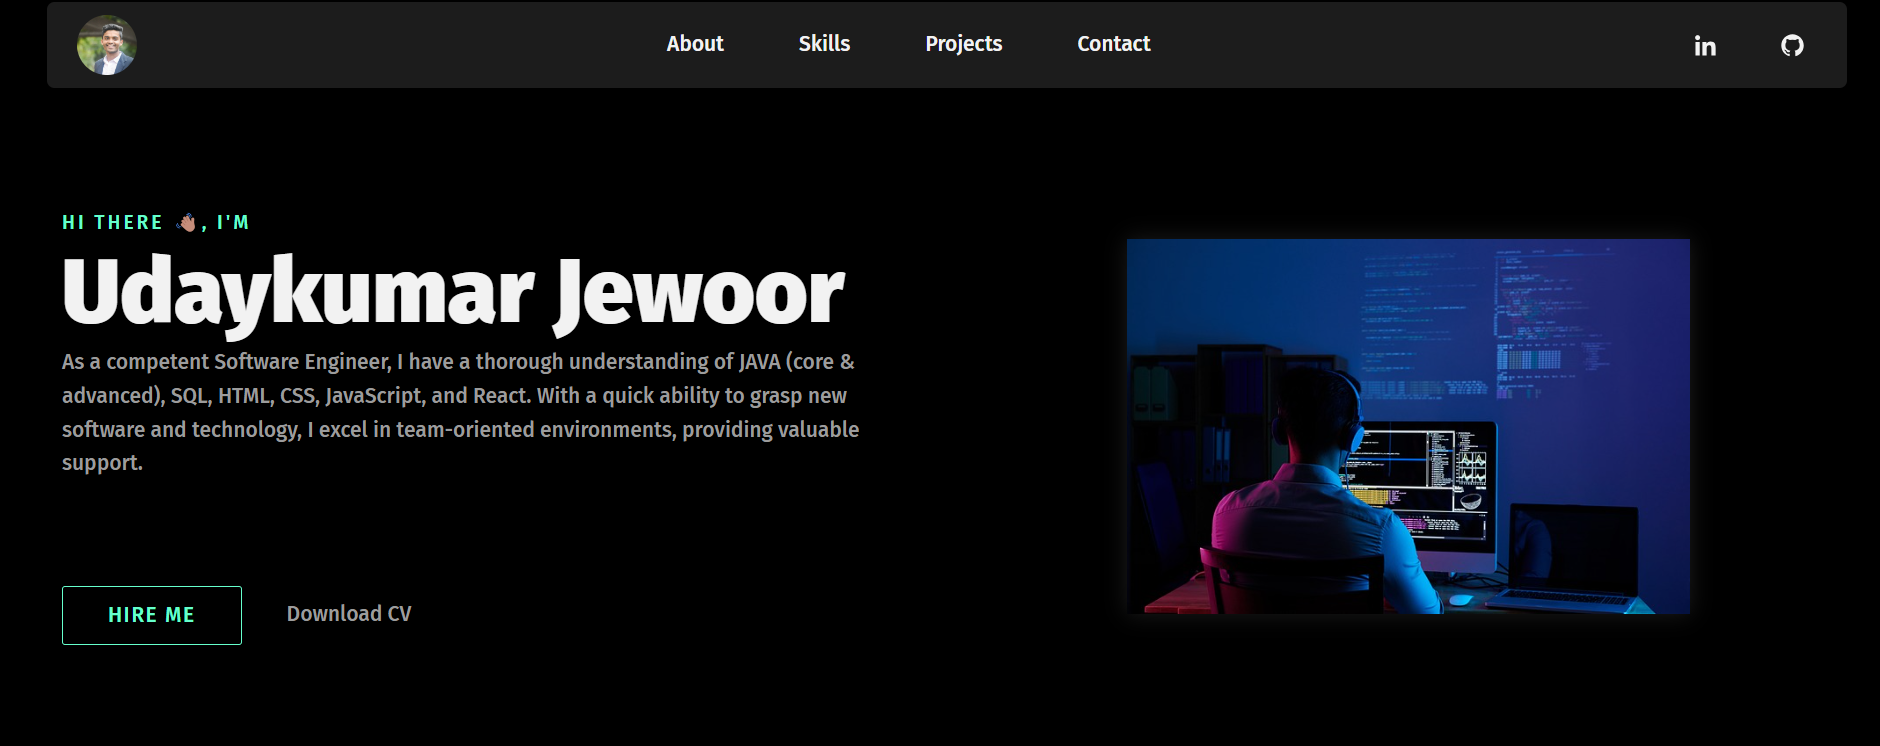 About Skills Projects Contact
HI THERE 👋🏽, I'M
Udaykumar Jewoor
As a competent Software Engineer, I have a thorough understanding of JAVA (core &
advanced), SQL, HTML, CSS, JavaScript, and React. With a quick ability to grasp new
software and technology, I excel in team-oriented environments, providing valuable
support.
HIRE ME Download CV